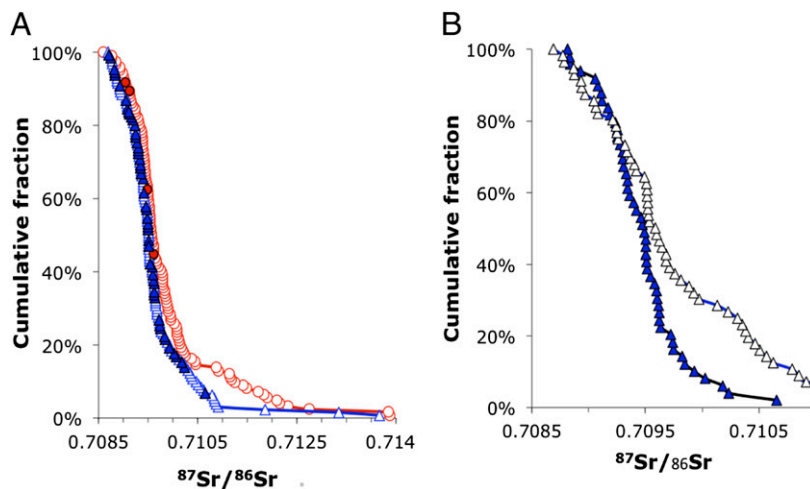 A
Cumulative fraction
100%
80%
60%
40%
20%
0%
0.7085 0.7105 0.7125 0.714
⁸⁷Sr/⁸⁶Sr
B
Cumulative fraction
100%
80%
60%
40%
20%
0%
0.7085 0.7095 0.7105
⁸⁷Sr/₈₆Sr